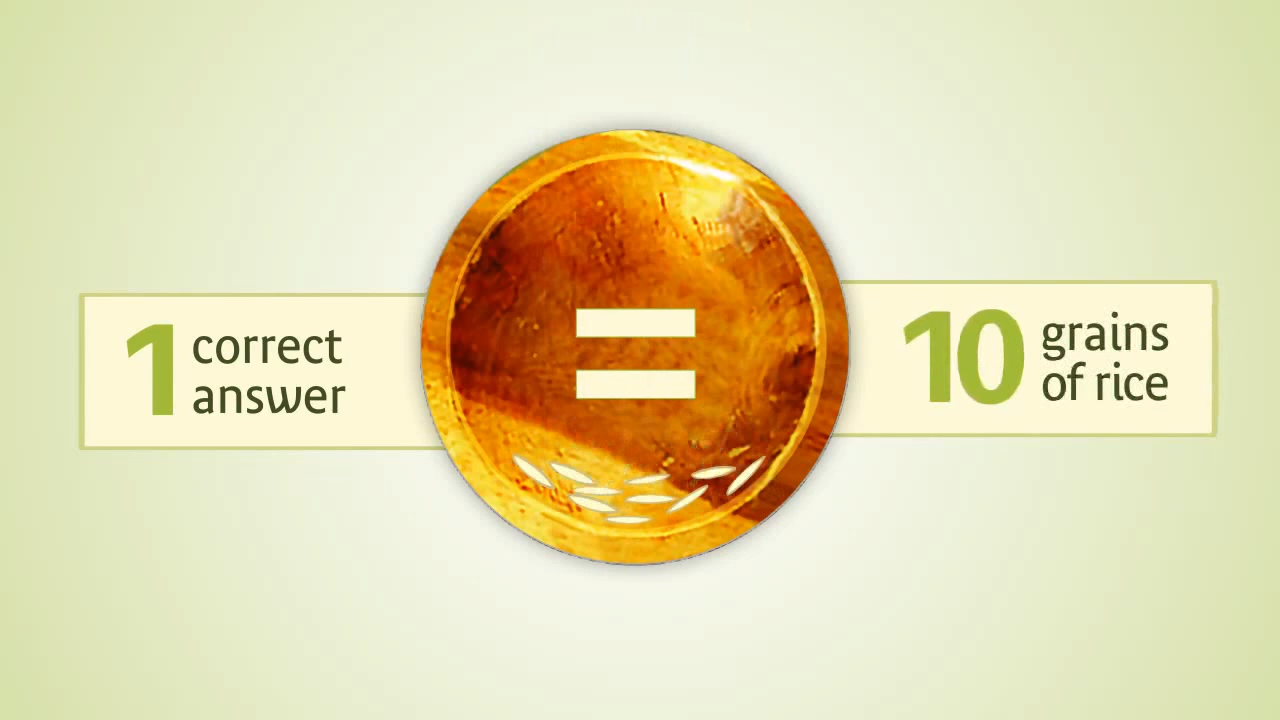 1 correct
answer
=
10 grains
of rice